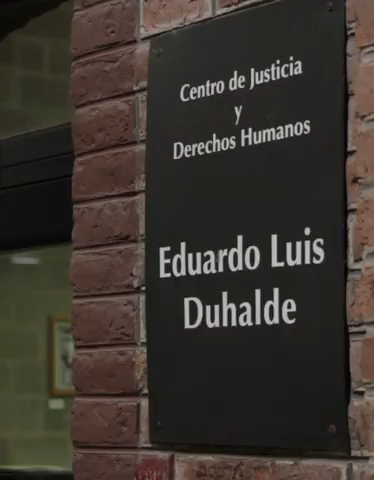 Centro de Justicia
y
Derechos Humanos
Eduardo Luis
Duhalde